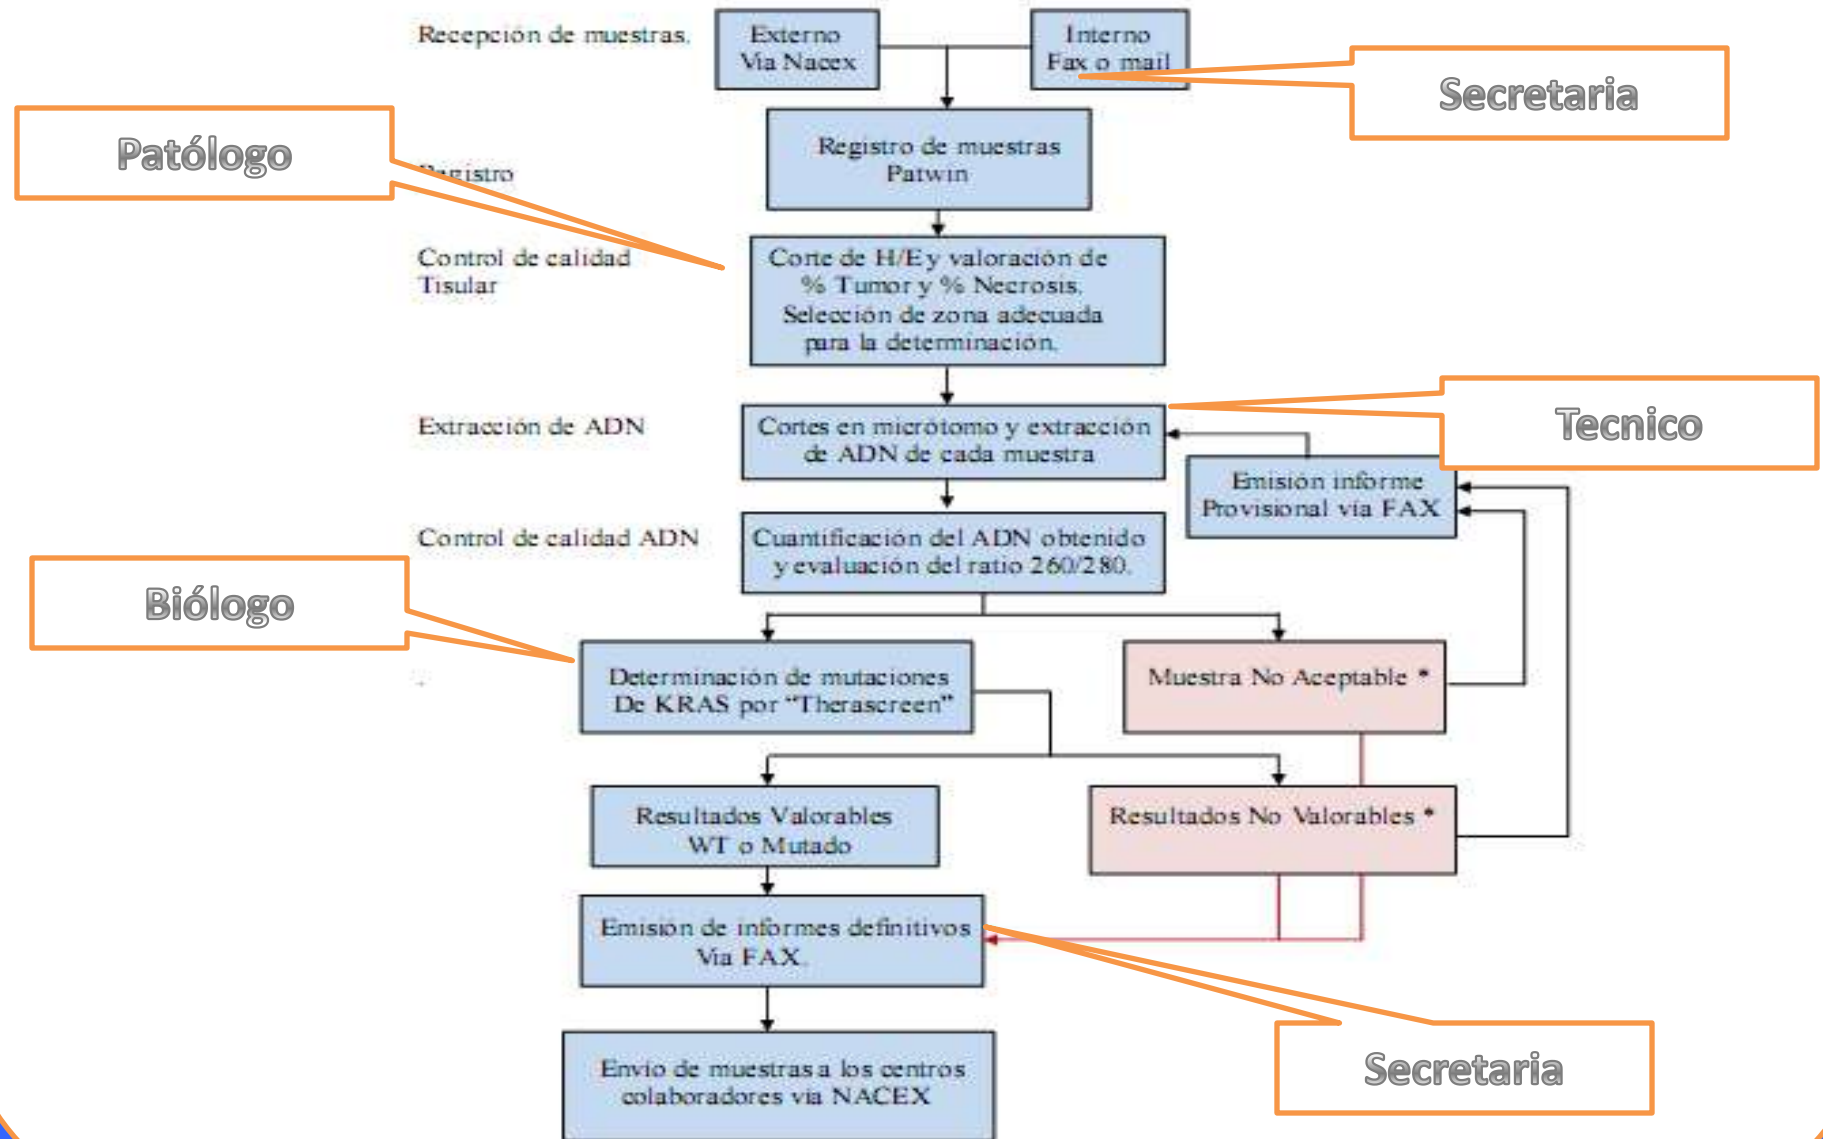 Recepción de muestras.
Externo
Via Nacex
Interno
Fax o mail
Secretaria
Patólogo
Registro de muestras
Patwin
Control de calidad
Tisular
Corte de H/E y valoración de
% Tumor y % Necrosis.
Selección de zona adecuada
para la determinación.
Extracción de ADN
Cortes en micrótomo y extracción
de ADN de cada muestra
Tecnico
Emisión informe
Provisional vía FAX
Control de calidad ADN
Cuantificación del ADN obtenido
y evaluación del ratio 260/280.
Biólogo
Determinación de mutaciones
De KRAS por “Therascreen”
Muestra No Aceptable *
Resultados Valorables
WT o Mutado
Resultados No Valorables *
Emisión de informes definitivos
Via FAX.
Secretaria
Envío de muestras a los centros
colaboradores via NACEX